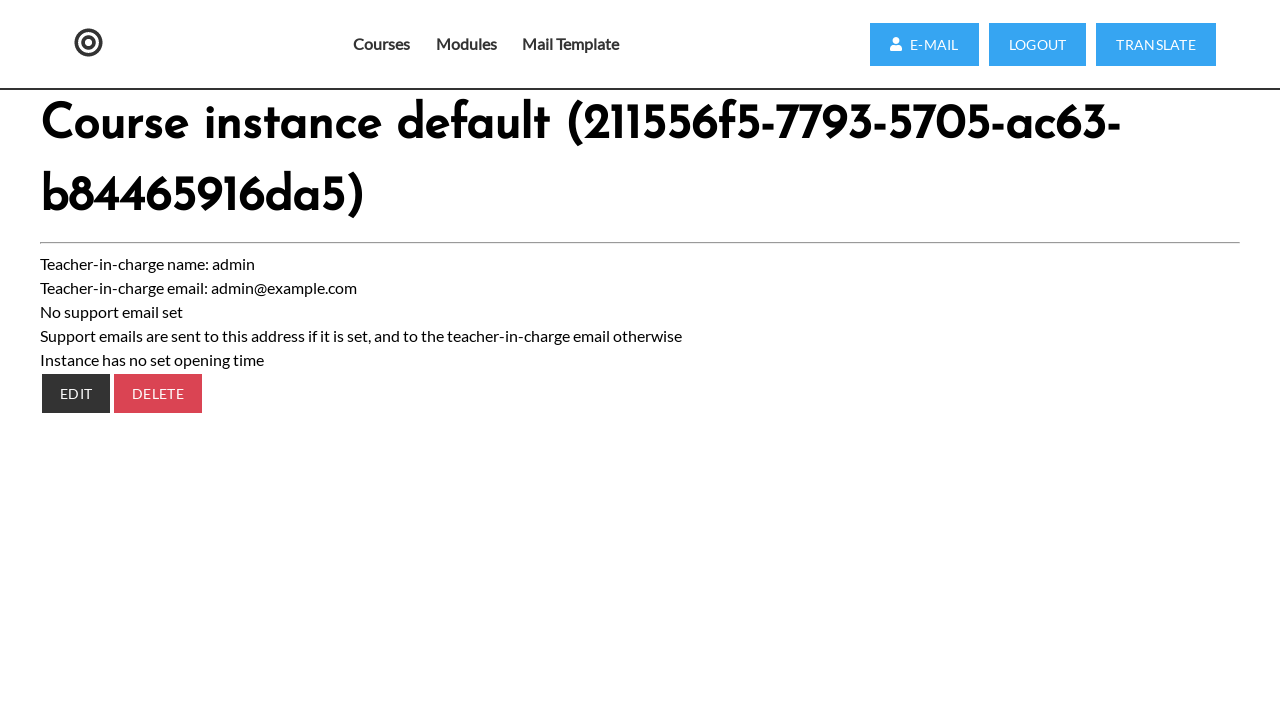 Courses Modules Mail Template E-MAIL LOGOUT TRANSLATE
Course instance default (211556f5-7793-5705-ac63-
b84465916da5)
Teacher-in-charge name: admin
Teacher-in-charge email: admin@example.com
No support email set
Support emails are sent to this address if it is set, and to the teacher-in-charge email otherwise
Instance has no set opening time
EDIT DELETE